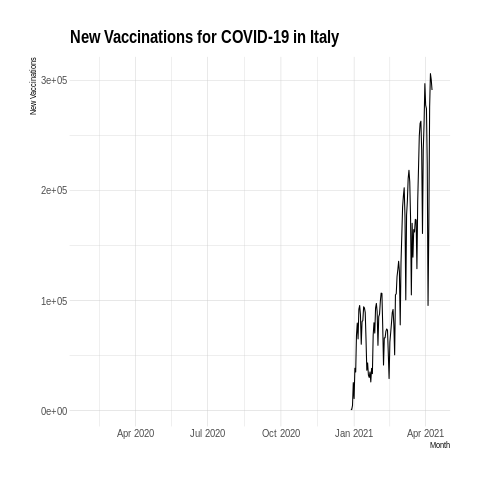 New Vaccinations for COVID-19 in Italy
New Vaccinations
3e+05
2e+05
1e+05
0e+00
Apr 2020
Jul 2020
Oct 2020
Jan 2021
Apr 2021
Month